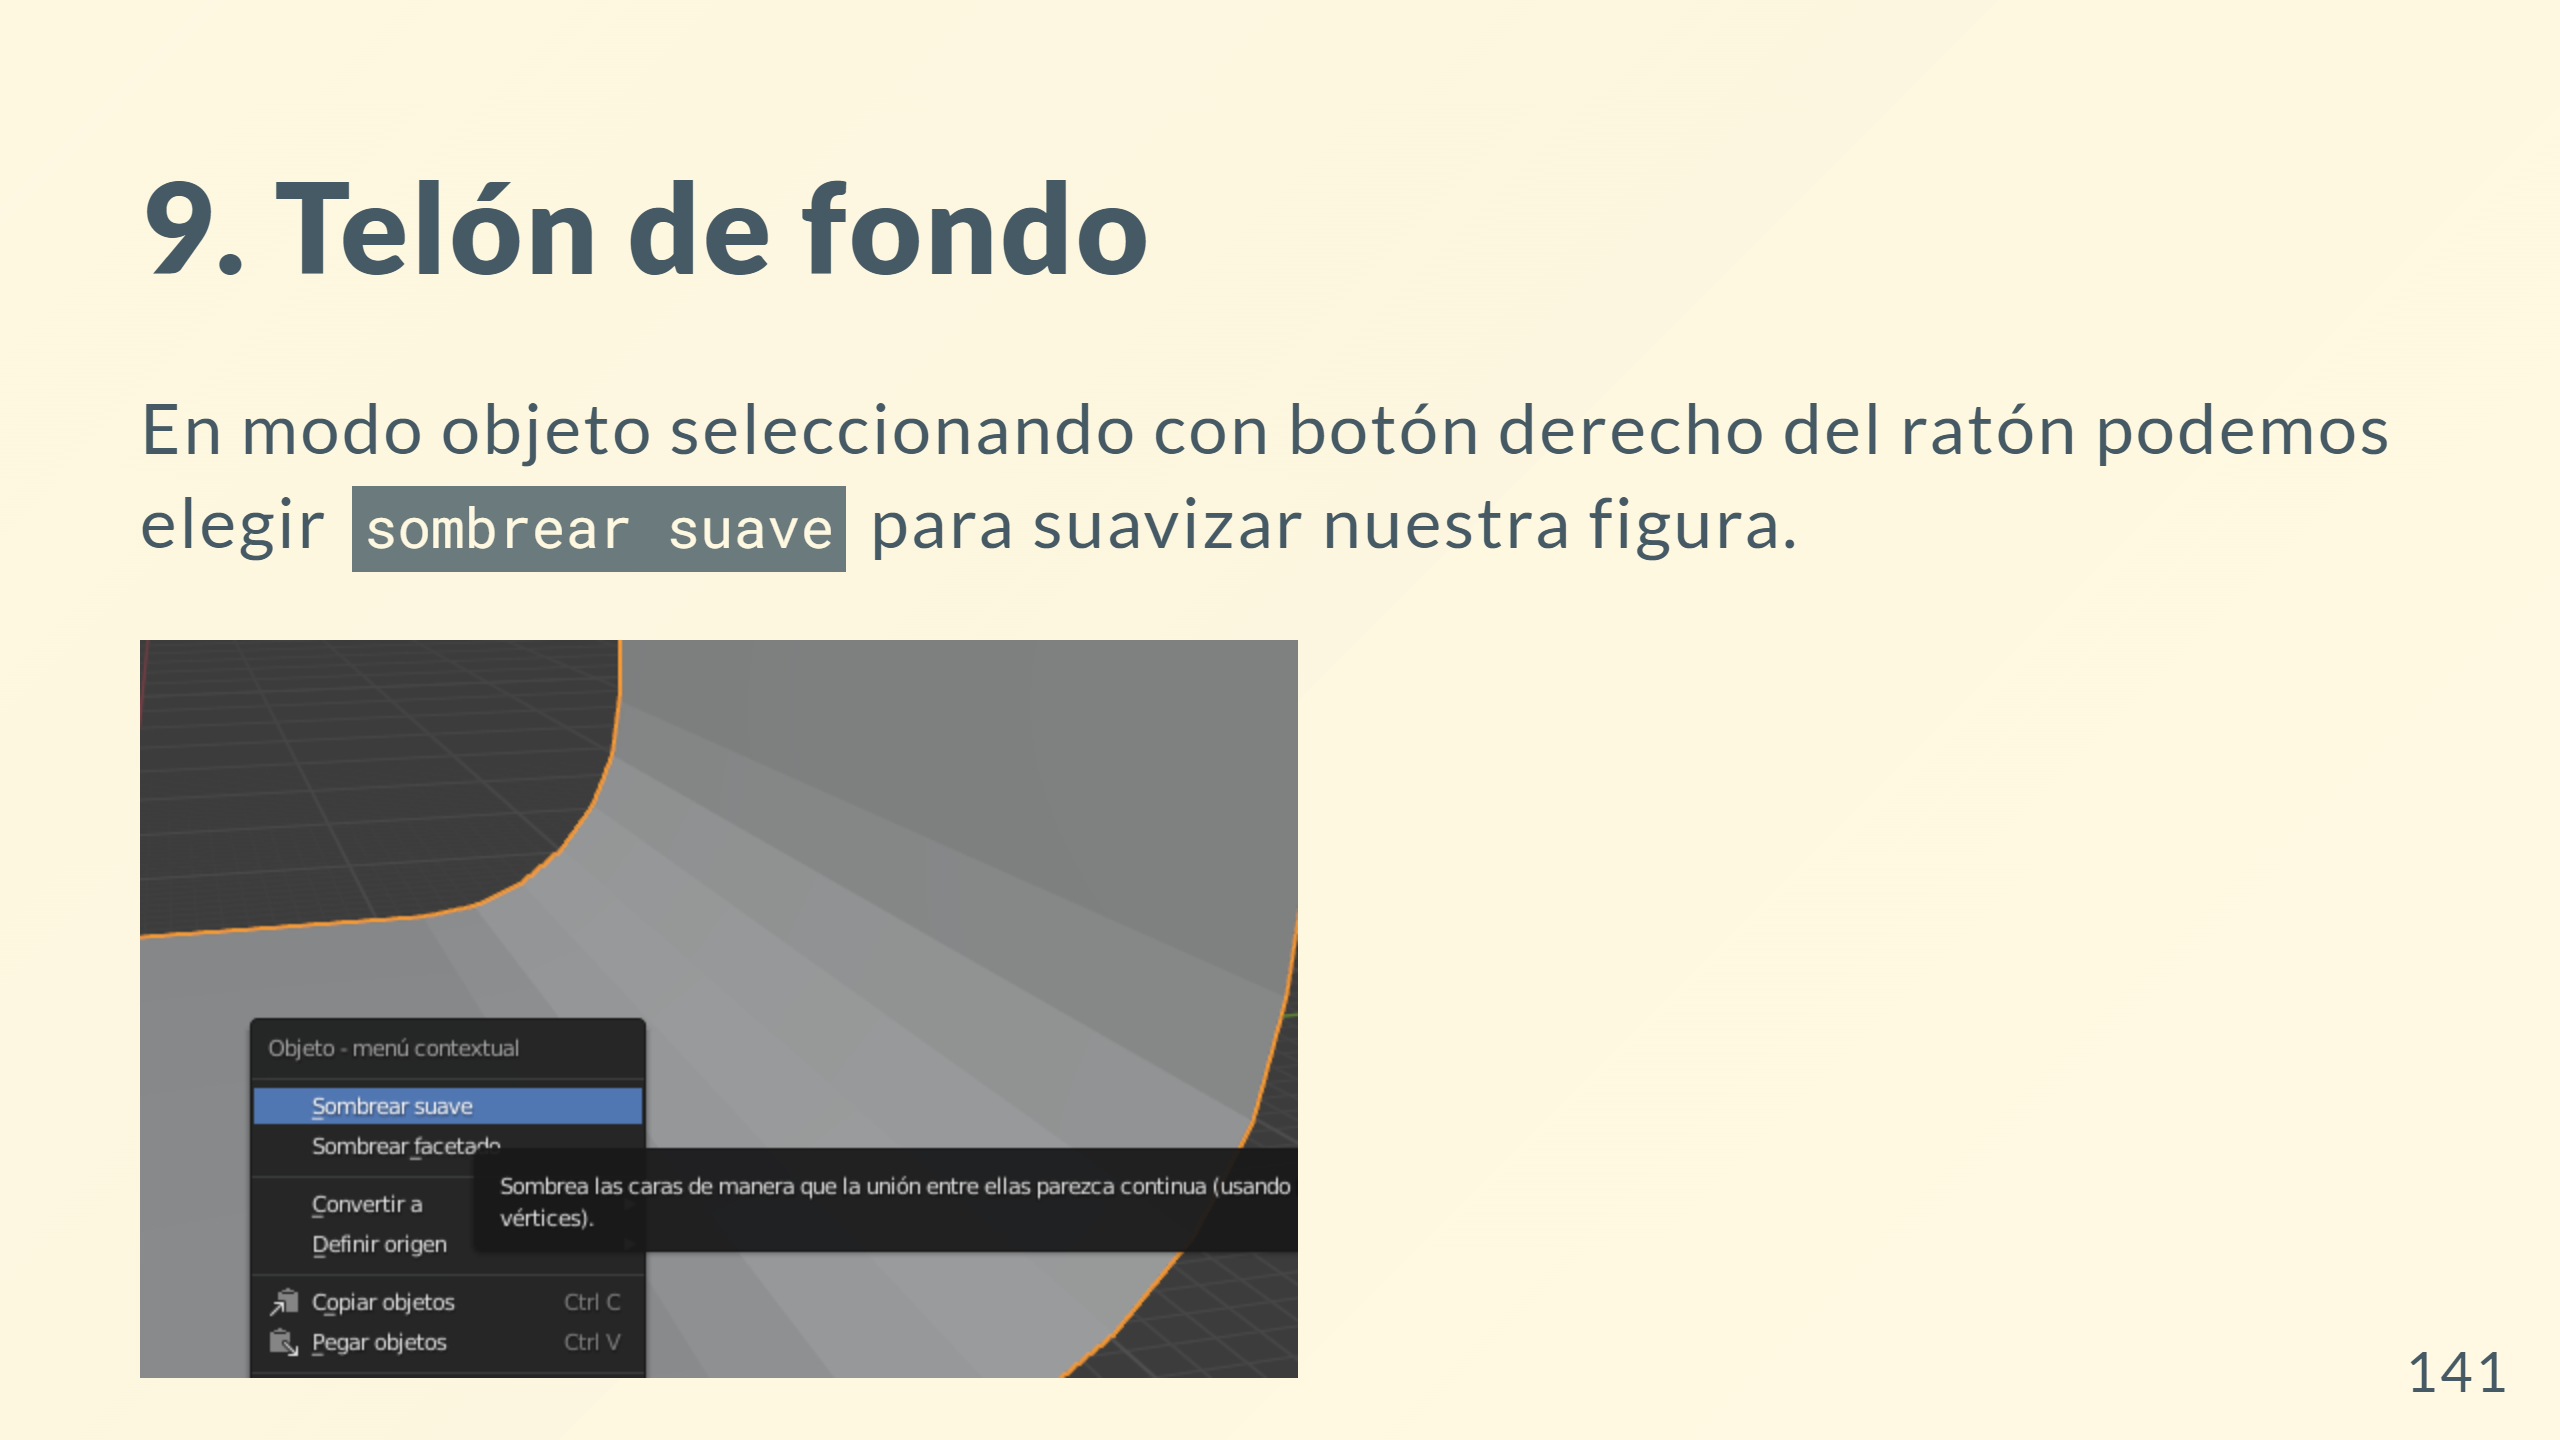 9. Telón de fondo
En modo objeto seleccionando con botón derecho del ratón podemos
elegir sombrear suave para suavizar nuestra figura.
Objeto - menú contextual
Sombrear suave
Sombrear facetado
Sombrea las caras de manera que la unión entre ellas parezca continua (usando
vértices).
Convertir a
Definir origen
Copiar objetos Ctrl C
Pegar objetos Ctrl V
141